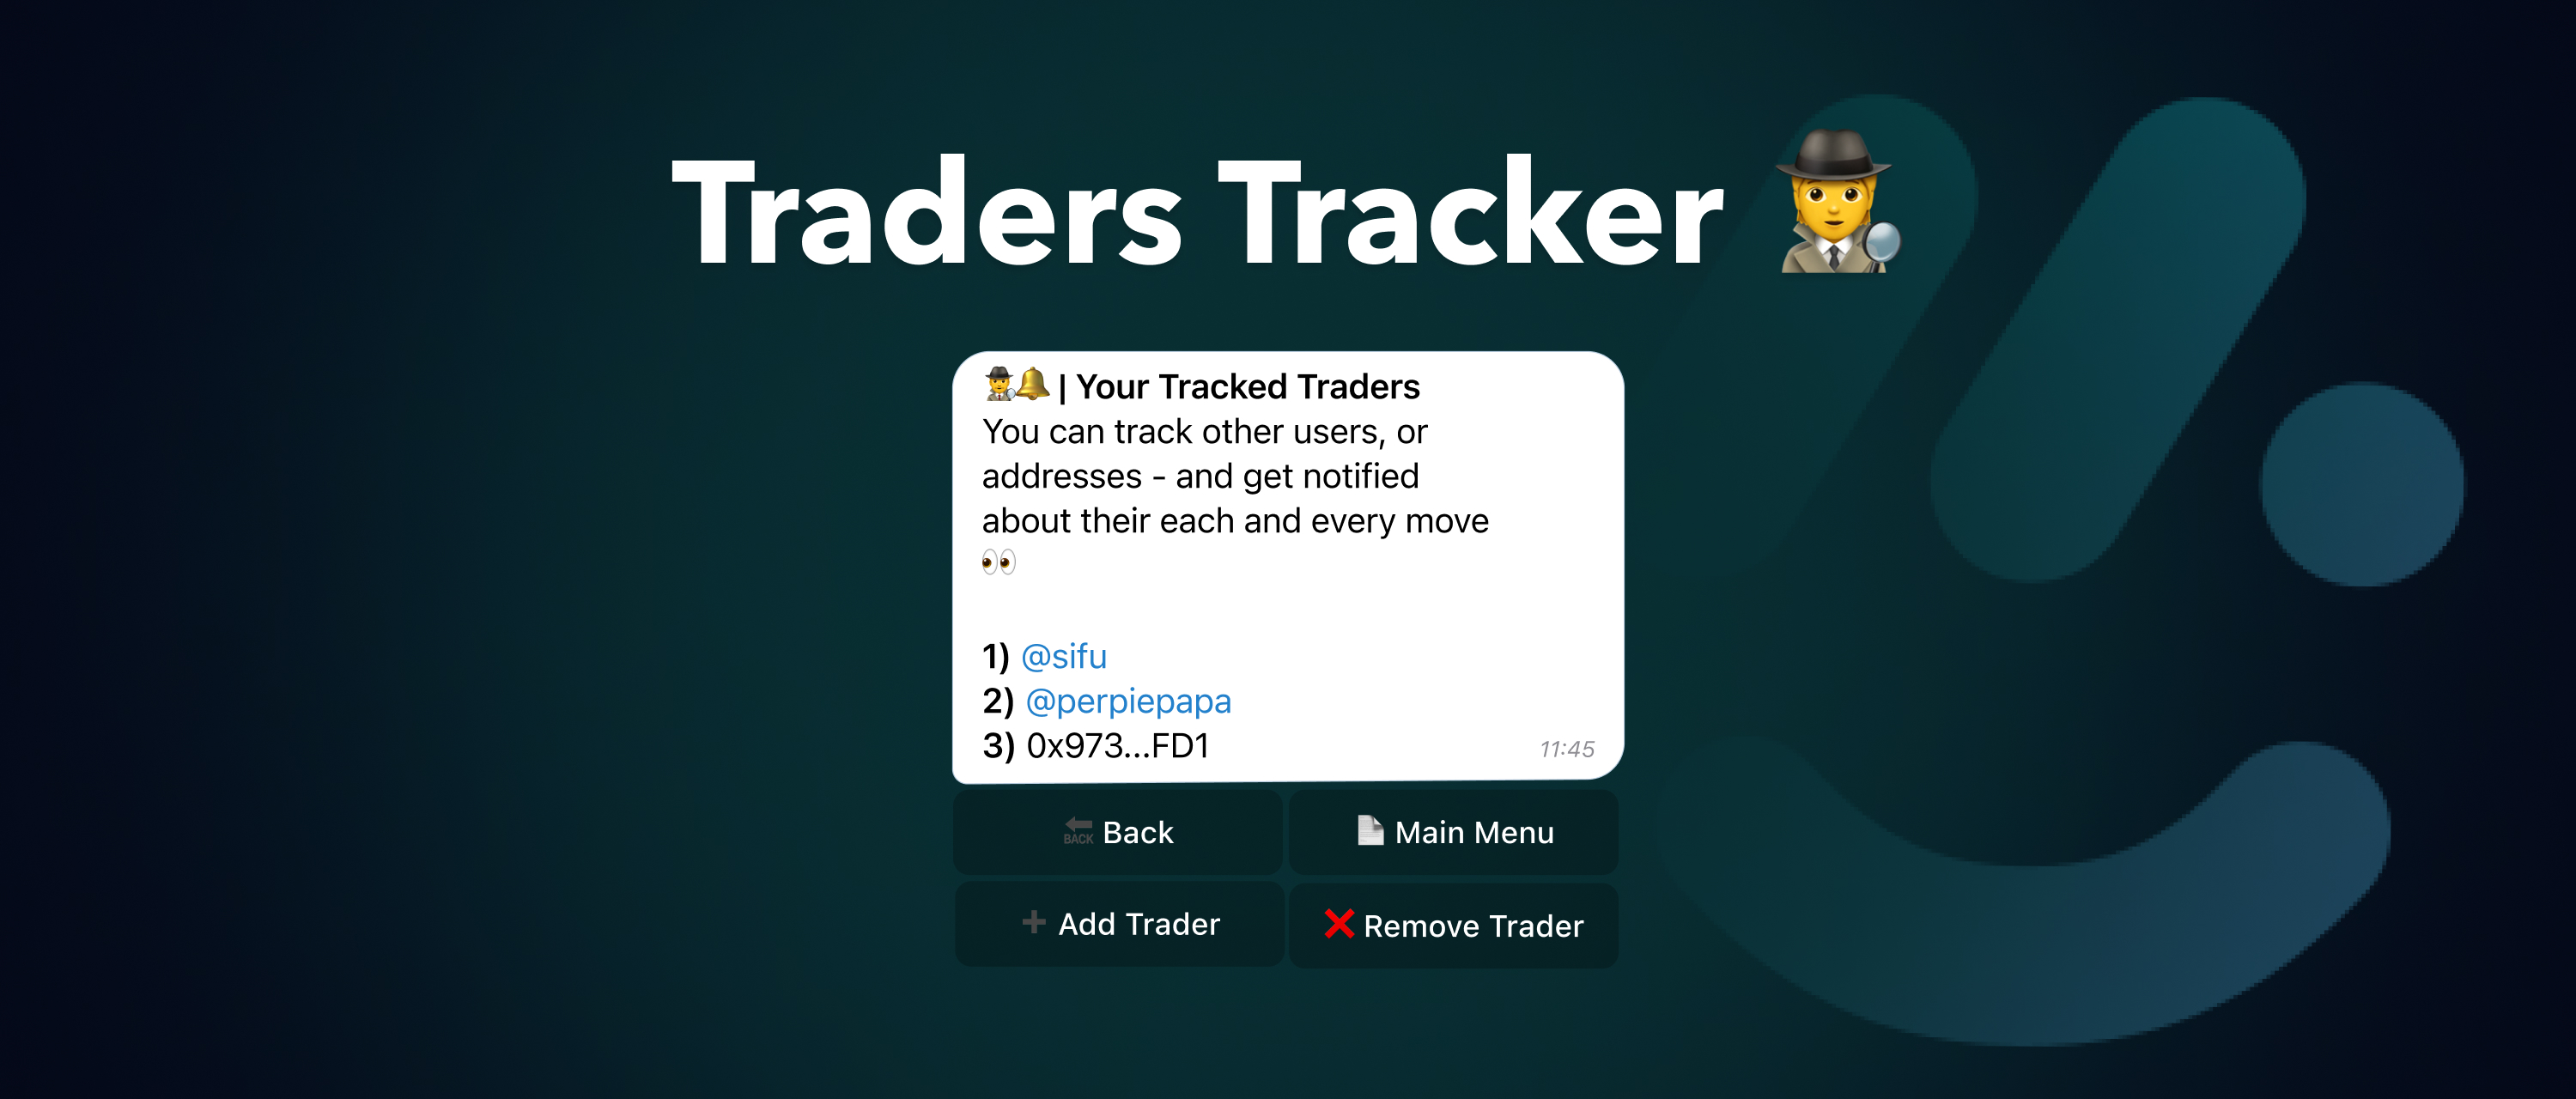 Traders Tracker 🕵️
🕵️🔔 | Your Tracked Traders
You can track other users, or
addresses - and get notified
about their each and every move
👀
1) @sifu
2) @perpiepapa
3) 0x973...FD1
11:45
🔙 Back
📄 Main Menu
➕ Add Trader
❌ Remove Trader